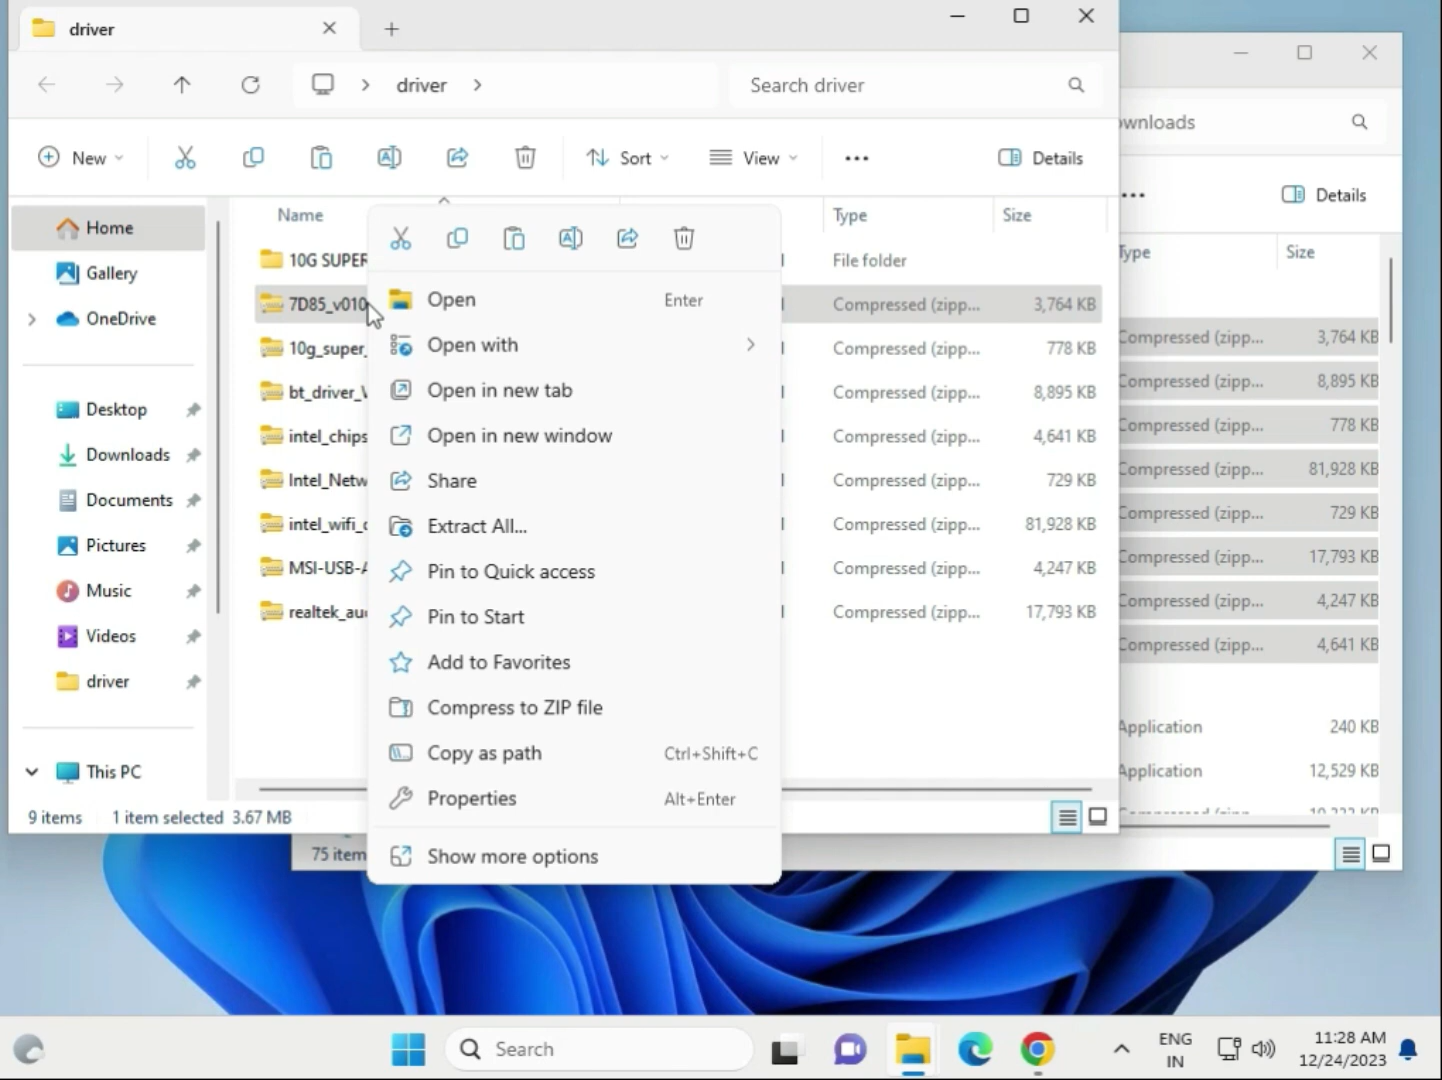 driver
driver
Search driver
New
Sort
View
Details
Details
Name
Type
Size
Type
Size
Home
Gallery
OneDrive
Desktop
Downloads
Documents
Pictures
Music
Videos
driver
This PC
10G SUPER
File folder
7D85_v010
Compressed (zipp...
3,764 KB
10g_super_
Compressed (zipp...
778 KB
bt_driver_
Compressed (zipp...
8,895 KB
intel_chips
Compressed (zipp...
4,641 KB
Intel_Netw
Compressed (zipp...
729 KB
intel_wifi_
Compressed (zipp...
81,928 KB
MSI-USB-
Compressed (zipp...
4,247 KB
realtek_au
Compressed (zipp...
17,793 KB
Open Enter
Open with
Open in new tab
Open in new window
Share
Extract All...
Pin to Quick access
Pin to Start
Add to Favorites
Compress to ZIP file
Copy as path Ctrl+Shift+C
Properties Alt+Enter
Show more options
9 items 1 item selected 3.67 MB
ownloads
Compressed (zipp... 3,764 KB
Compressed (zipp... 8,895 KB
Compressed (zipp... 778 KB
Compressed (zipp... 81,928 KB
Compressed (zipp... 729 KB
Compressed (zipp... 17,793 KB
Compressed (zipp... 4,247 KB
Compressed (zipp... 4,641 KB
Application 240 KB
Application 12,529 KB
75 item
Search
ENG
IN
11:28 AM
12/24/2023